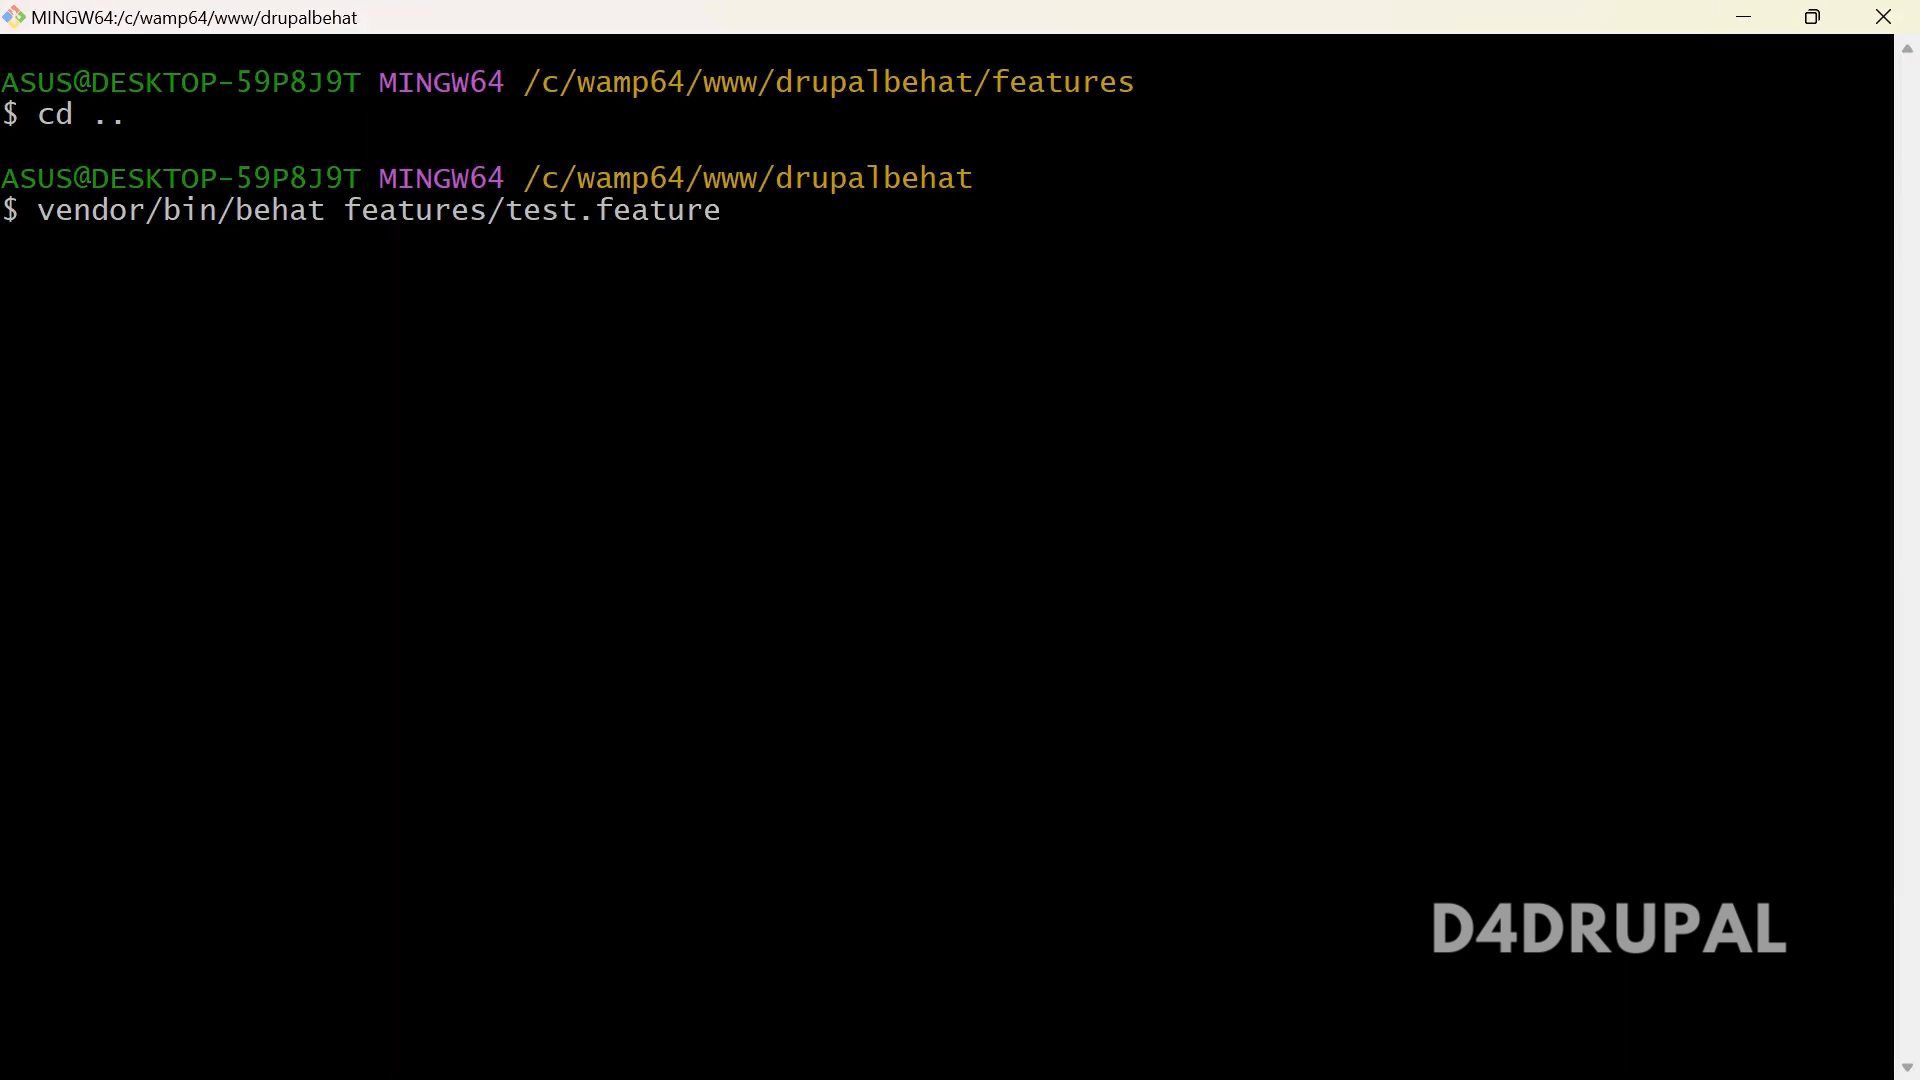 MINGW64:/c/wamp64/www/drupalbehat
ASUS@DESKTOP-59P8J9T MINGW64 /c/wamp64/www/drupalbehat/features
$ cd ..
ASUS@DESKTOP-59P8J9T MINGW64 /c/wamp64/www/drupalbehat
$ vendor/bin/behat features/test.feature
D4DRUPAL